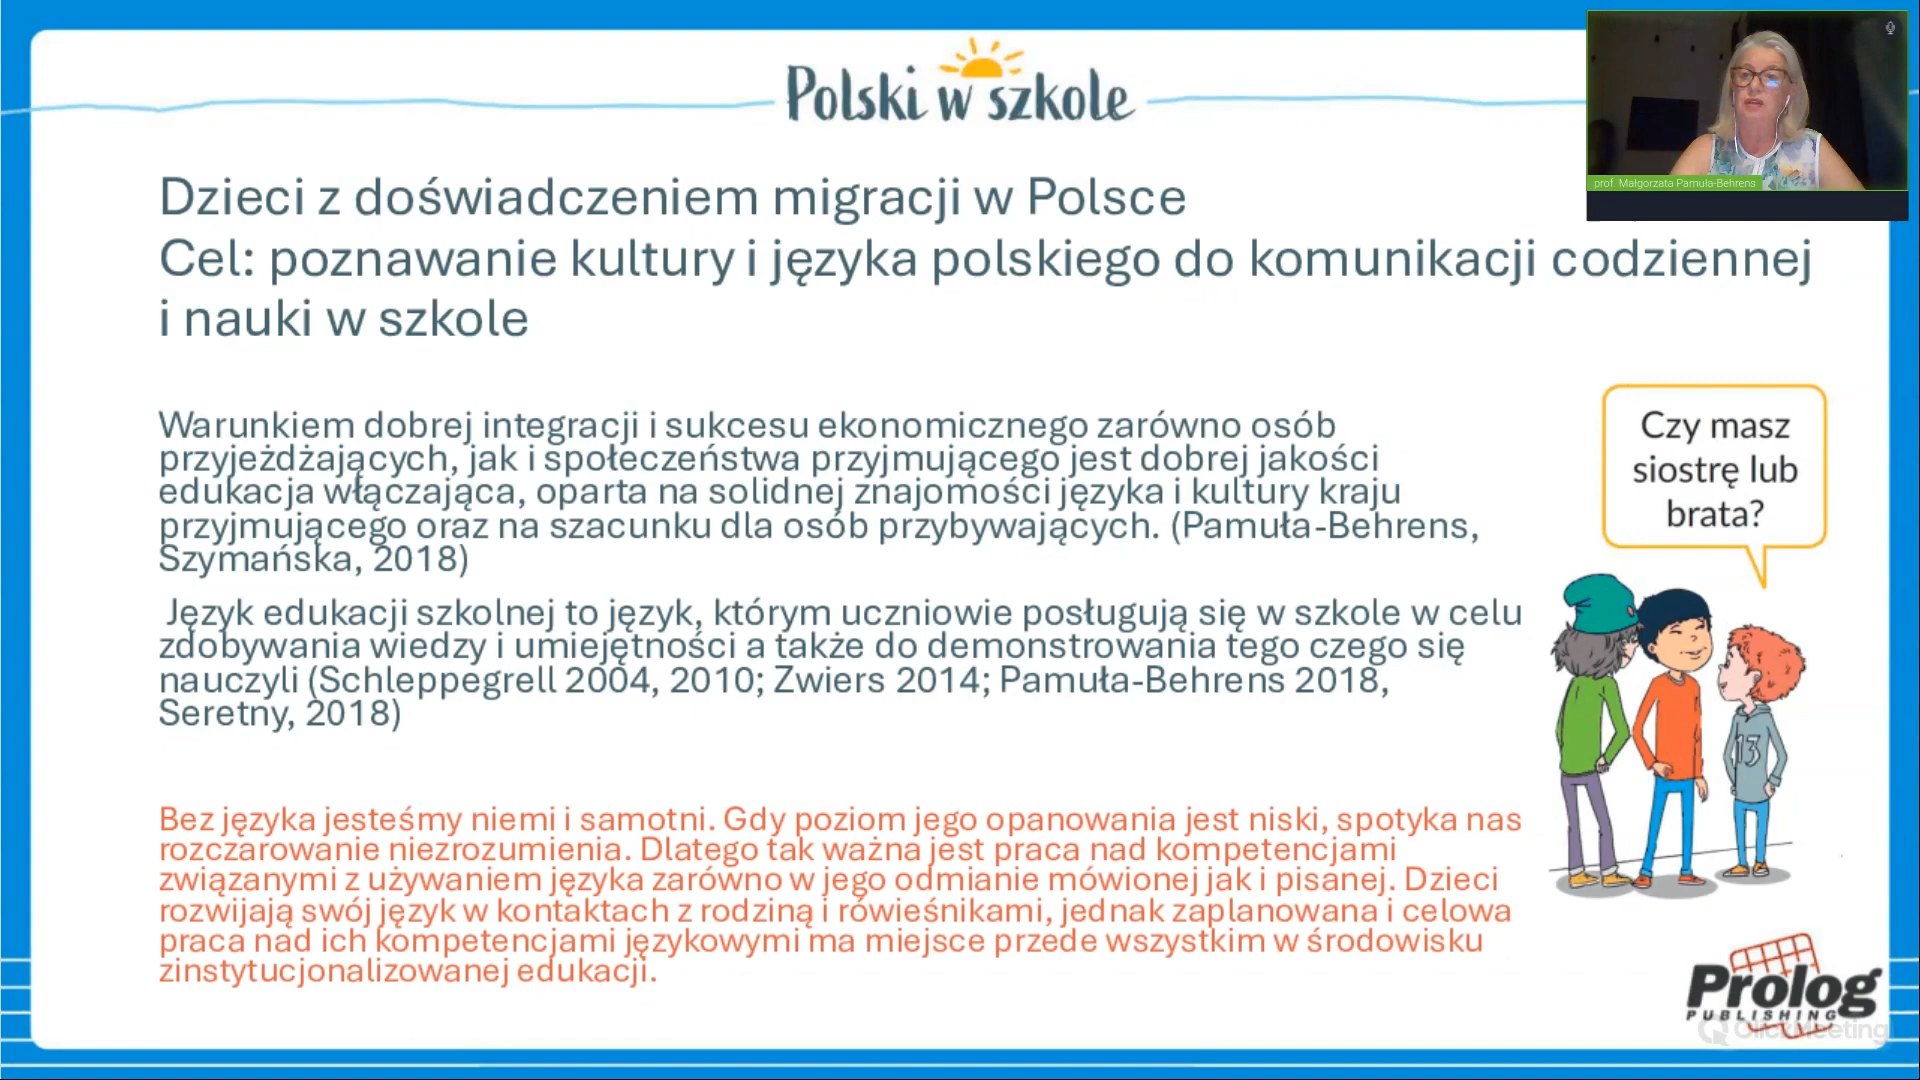 Polski w szkole
prof. Małgorzata Pamuła-Behrens
Dzieci z doświadczeniem migracji w Polsce
Cel: poznawanie kultury i języka polskiego do komunikacji codziennej
i nauki w szkole
Warunkiem dobrej integracji i sukcesu ekonomicznego zarówno osób
przyjeżdżających, jak i społeczeństwa przyjmującego jest dobrej jakości
edukacja włączająca, oparta na solidnej znajomości języka i kultury kraju
przyjmującego oraz na szacunku dla osób przybywających. (Pamuła-Behrens,
Szymańska, 2018)
Język edukacji szkolnej to język, którym uczniowie posługują się w szkole w celu
zdobywania wiedzy i umiejętności a także do demonstrowania tego czego się
nauczyli (Schleppegrell 2004, 2010; Zwiers 2014; Pamuła-Behrens 2018,
Seretny, 2018)
Bez języka jesteśmy niemi i samotni. Gdy poziom jego opanowania jest niski, spotyka nas
rozczarowanie niezrozumienia. Dlatego tak ważna jest praca nad kompetencjami
związanymi z używaniem języka zarówno w jego odmianie mówionej jak i pisanej. Dzieci
rozwijają swój język w kontaktach z rodziną i rówieśnikami, jednak zaplanowana i celowa
praca nad ich kompetencjami językowymi ma miejsce przede wszystkim w środowisku
zinstytucjonalizowanej edukacji.
Czy masz
siostrę lub
brata?
13
Prolog
PUBLISHING
ClickMeeting